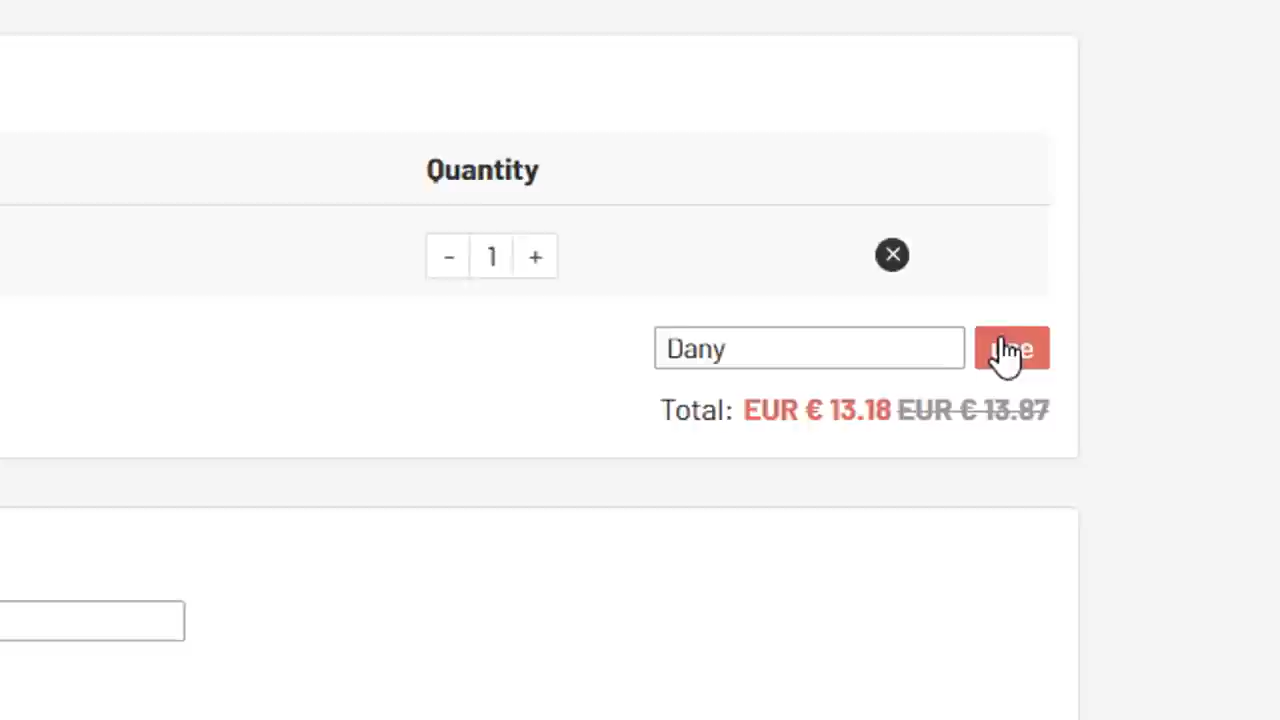 Quantity
- 1 +
Dany
Total: EUR € 13.18 EUR € 13.87